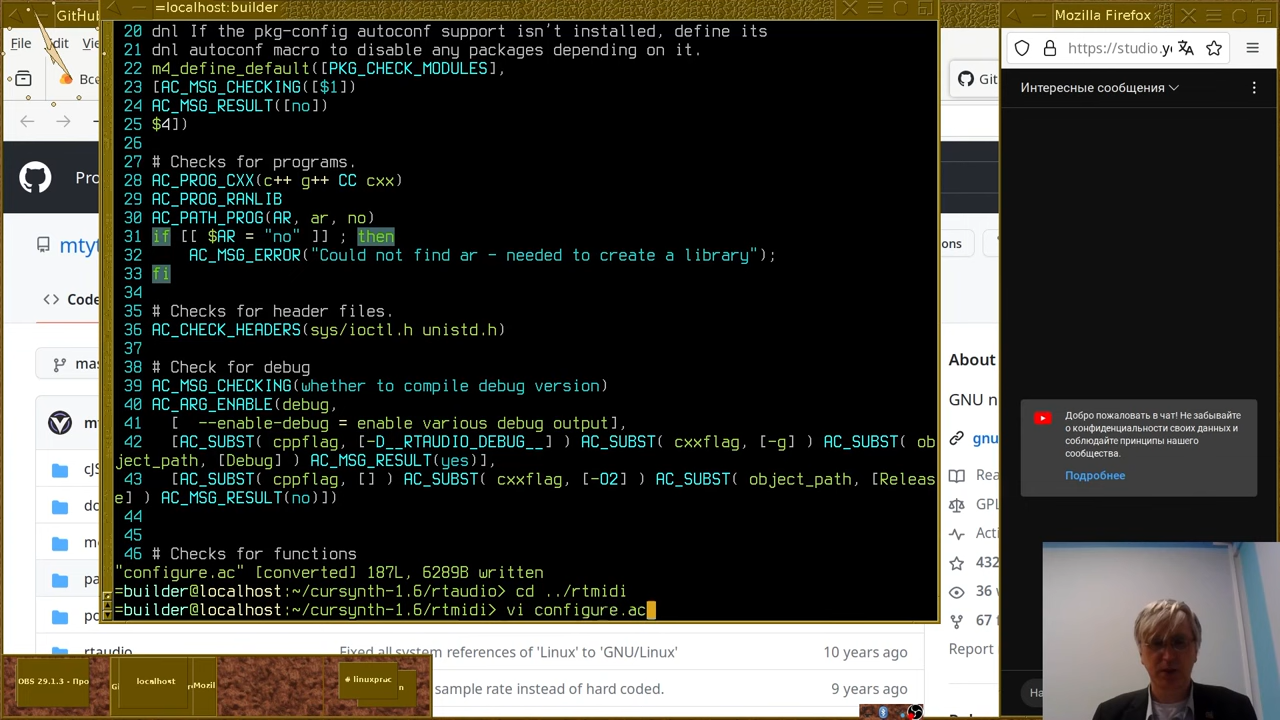 GitHub
=localhost:builder
Mozilla Firefox
File
Edit
https://studio.y
Все
Git
Интересные сообщения
20 dnl If the pkg-config autoconf support isn't installed, define its
21 dnl autoconf macro to disable any packages depending on it.
22 m4_define_default([PKG_CHECK_MODULES],
23 [AC_MSG_CHECKING([$1])
24 AC_MSG_RESULT([no])
25 $4])
26
27 # Checks for programs.
28 AC_PROG_CXX(c++ g++ CC cxx)
29 AC_PROG_RANLIB
30 AC_PATH_PROG(AR, ar, no)
31 if [[ $AR = "no" ]] ; then
32     AC_MSG_ERROR("Could not find ar - needed to create a library");
33 fi
34
35 # Checks for header files.
36 AC_CHECK_HEADERS(sys/ioctl.h unistd.h)
37
38 # Check for debug
39 AC_MSG_CHECKING(whether to compile debug version)
40 AC_ARG_ENABLE(debug,
41   [  --enable-debug = enable various debug output],
42   [AC_SUBST( cppflag, [-D__RTAUDIO_DEBUG__] ) AC_SUBST( cxxflag, [-g] ) AC_SUBST( ob
ject_path, [Debug] ) AC_MSG_RESULT(yes)],
43   [AC_SUBST( cppflag, [] ) AC_SUBST( cxxflag, [-O2] ) AC_SUBST( object_path, [Releas
e] ) AC_MSG_RESULT(no)])
44
45
46 # Checks for functions
"configure.ac" [converted] 187L, 6289B written
=builder@localhost:~/cursynth-1.6/rtaudio> cd ../rtmidi
=builder@localhost:~/cursynth-1.6/rtmidi> vi configure.ac
Pro
mtyt
ons
Code
mas
m
cJS
do
m
pa
po
rtaudio
Fixed all system references of 'Linux' to 'GNU/Linux'
10 years ago
sample rate instead of hard coded.
9 years ago
About
GNU n
gnu
Rea
GPL
Activ
432
36 w
67 f
Report
Добро пожаловать в чат! Не забывайте
о конфиденциальности своих данных и
соблюдайте принципы нашего
сообщества.
Подробнее
На
OBS 29.1.3 - Про
localhost
Mozil
linuxprac